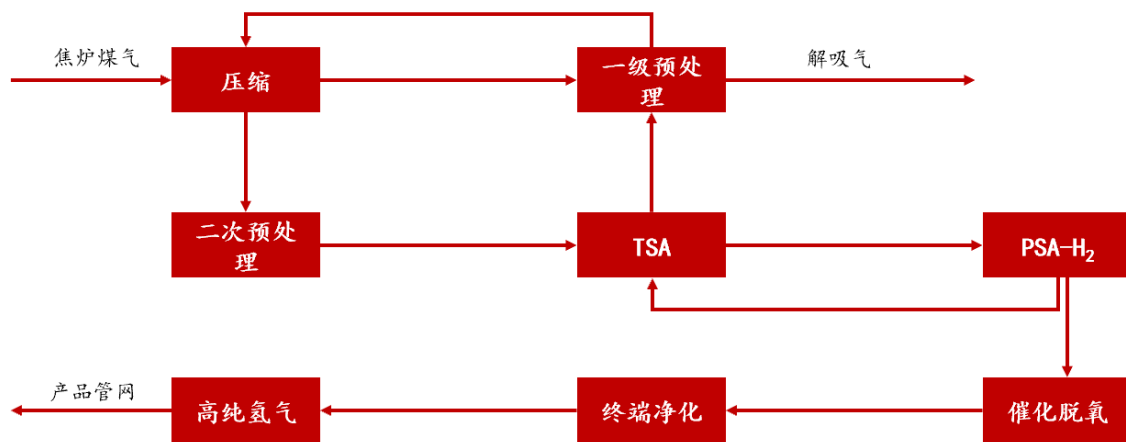 焦炉煤气
压缩
一级预处
理
解吸气
二次预处
理
TSA
PSA-H₂
产品管网
高纯氢气
终端净化
催化脱氧